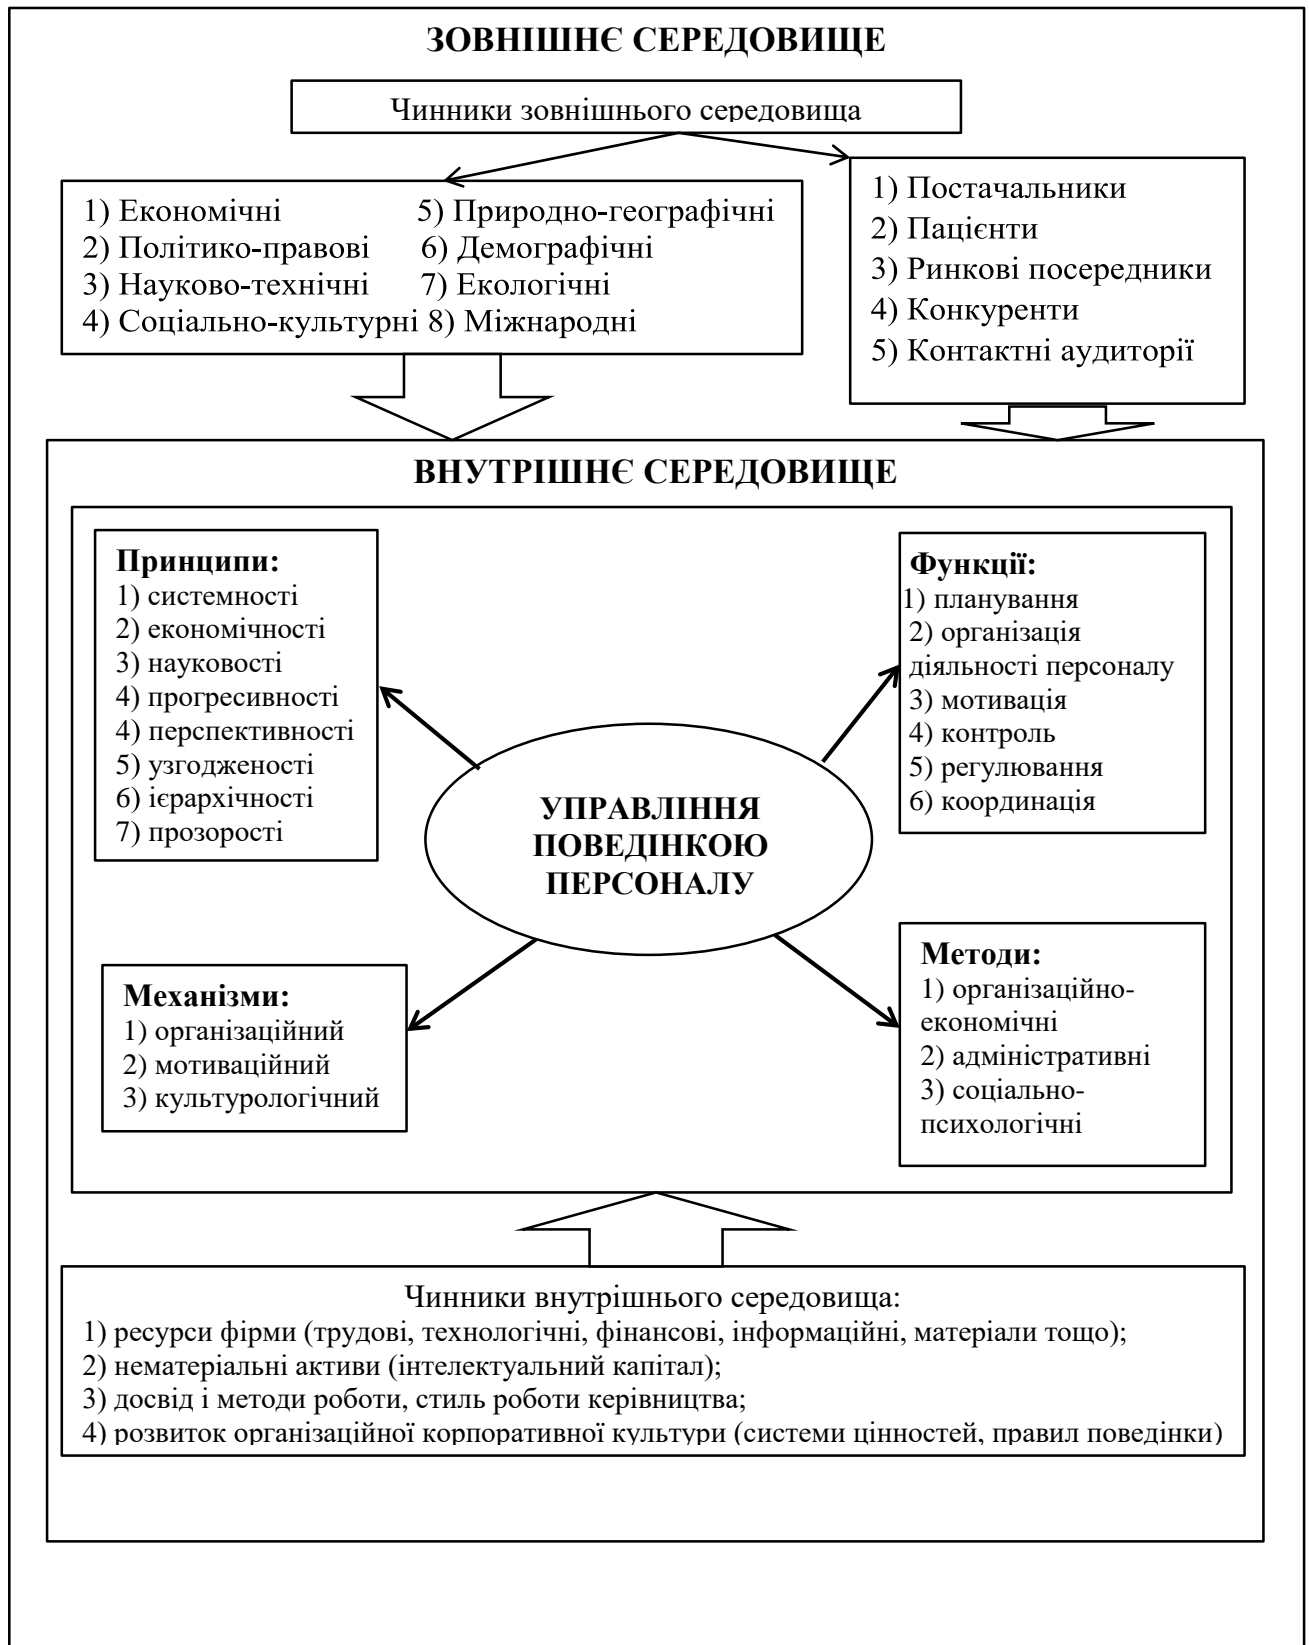 ЗОВНІШНЄ СЕРЕДОВИЩЕ
Чинники зовнішнього середовища
1) Економічні 5) Природно-географічні
2) Політико-правові 6) Демографічні
3) Науково-технічні 7) Екологічні
4) Соціально-культурні 8) Міжнародні
1) Постачальники
2) Пацієнти
3) Ринкові посередники
4) Конкуренти
5) Контактні аудиторії
ВНУТРІШНЄ СЕРЕДОВИЩЕ
Принципи:
1) системності
2) економічності
3) науковості
4) прогресивності
4) перспективності
5) узгодженості
6) ієрархічності
7) прозорості
Функції:
1) планування
2) організація
діяльності персоналу
3) мотивація
4) контроль
5) регулювання
6) координація
УПРАВЛІННЯ
ПОВЕДІНКОЮ
ПЕРСОНАЛУ
Механізми:
1) організаційний
2) мотиваційний
3) культурологічний
Методи:
1) організаційно-
економічні
2) адміністративні
3) соціально-
психологічні
Чинники внутрішнього середовища:
1) ресурси фірми (трудові, технологічні, фінансові, інформаційні, матеріали тощо);
2) нематеріальні активи (інтелектуальний капітал);
3) досвід і методи роботи, стиль роботи керівництва;
4) розвиток організаційної корпоративної культури (системи цінностей, правил поведінки)